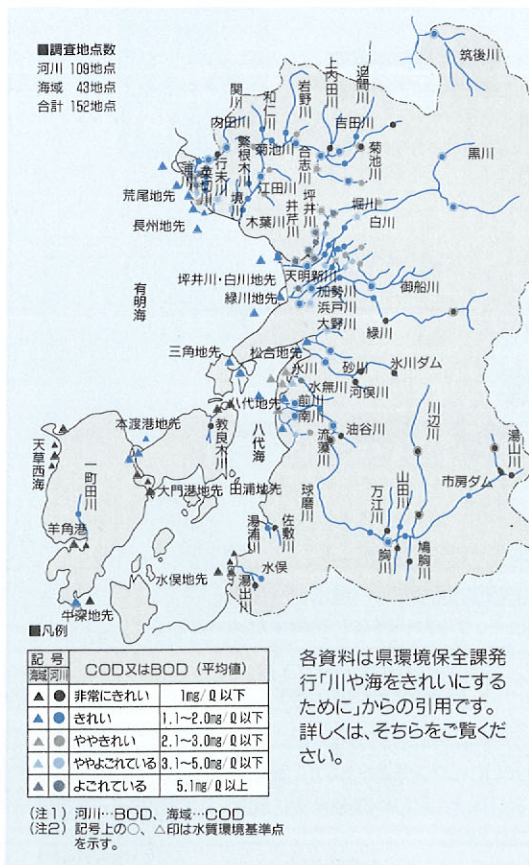 ■調査地点数
河川 109地点
海域 43地点
合計 152地点
筑後川
迫間川
上内田川
岩野川
和仁川
関川
内田川
吉田川
菊池川
合志川
菊池川
繁根木川
行末川
菜切川
浦川
江田川
境川
木葉川
井芹川
坪井川
堀川
白川
黒川
荒尾地先
長州地先
有明海
坪井川・白川地先
天明新川
加勢川
浜戸川
大野川
御船川
緑川
緑川地先
三角地先
松合地先
氷川
砂川
氷川ダム
水無川
河俣川
八代地先
前川
南川
流藻川
油谷川
八代海
教良木川
本渡港地先
天草西海
一町田川
大門港地先
田浦地先
羊角港
牛深地先
球磨川
川辺川
湯山川
市房ダム
山田川
万江川
胸川
鳩胸川
佐敷川
湯浦川
水俣
水俣地先
湯出川
■凡例
記号 COD又はBOD(平均値)
海域 河川
▲ ● 非常にきれい 1mg/ℓ以下
▲ ● きれい 1.1~2.0mg/ℓ以下
▲ ● ややきれい 2.1~3.0mg/ℓ以下
▲ ● ややよごれている 3.1~5.0mg/ℓ以下
▲ ● よごれている 5.1mg/ℓ以上
(注1) 河川…BOD、海域…COD
(注2) 記号上の○、△印は水質環境基準点
を示す。
各資料は県環境保全課発
行「川や海をきれいにする
ために」からの引用です。
詳しくは、そちらをご覧くだ
さい。